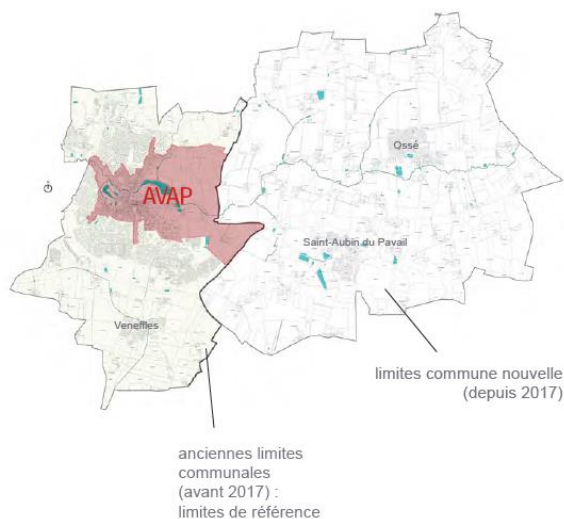 Ossé
AVAP
Saint-Aubin du Pavail
Venèfles
limites commune nouvelle
(depuis 2017)
anciennes limites
communales
(avant 2017) :
limites de référence